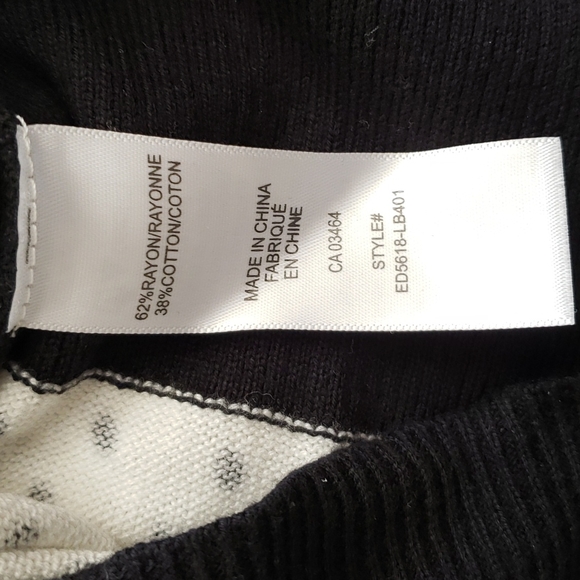 62%RAYON/RAYONNE
38%COTTON/COTON
MADE IN CHINA
FABRIQUÉ
EN CHINE
CA 03464
STYLE#
ED5618-LB401